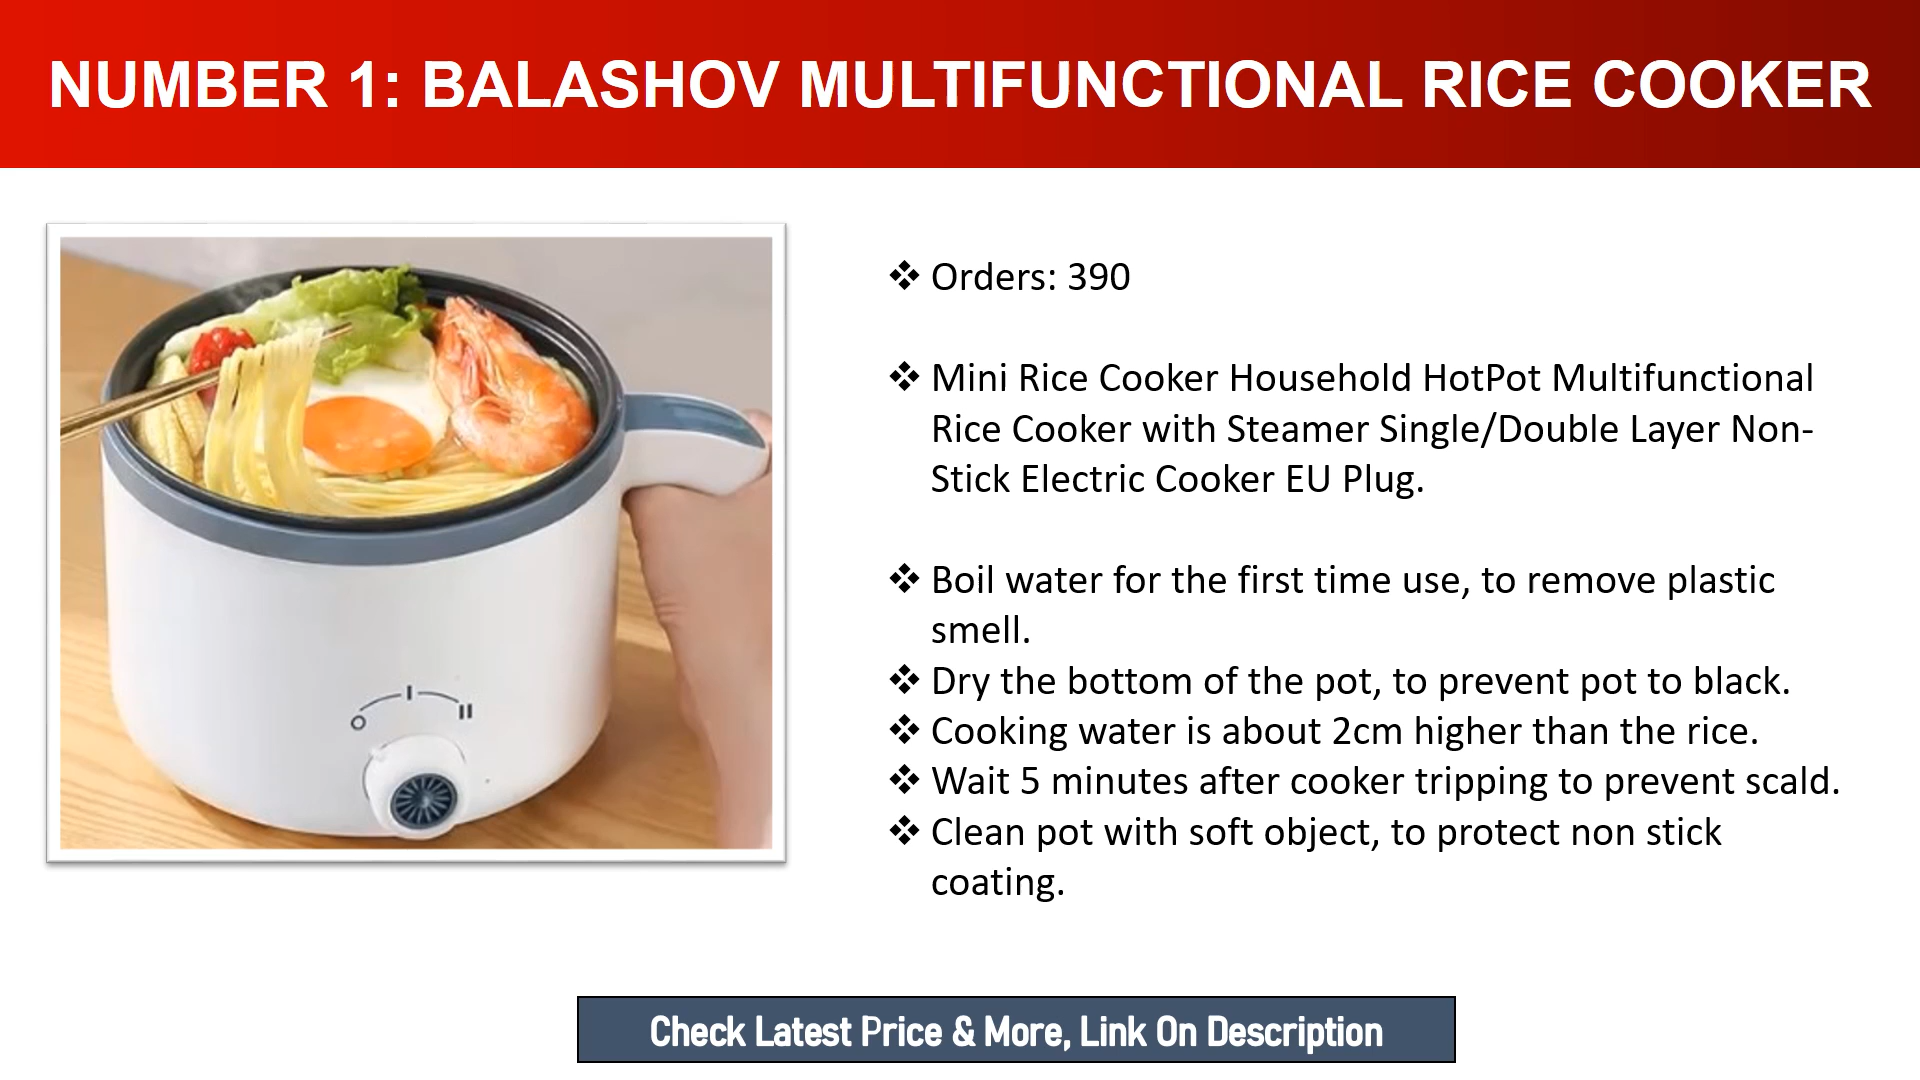 NUMBER 1: BALASHOV MULTIFUNCTIONAL RICE COOKER
❖ Orders: 390
❖ Mini Rice Cooker Household HotPot Multifunctional
Rice Cooker with Steamer Single/Double Layer Non-
Stick Electric Cooker EU Plug.
❖ Boil water for the first time use, to remove plastic
smell.
❖ Dry the bottom of the pot, to prevent pot to black.
❖ Cooking water is about 2cm higher than the rice.
❖ Wait 5 minutes after cooker tripping to prevent scald.
❖ Clean pot with soft object, to protect non stick
coating.
O I II
Check Latest Price & More, Link On Description